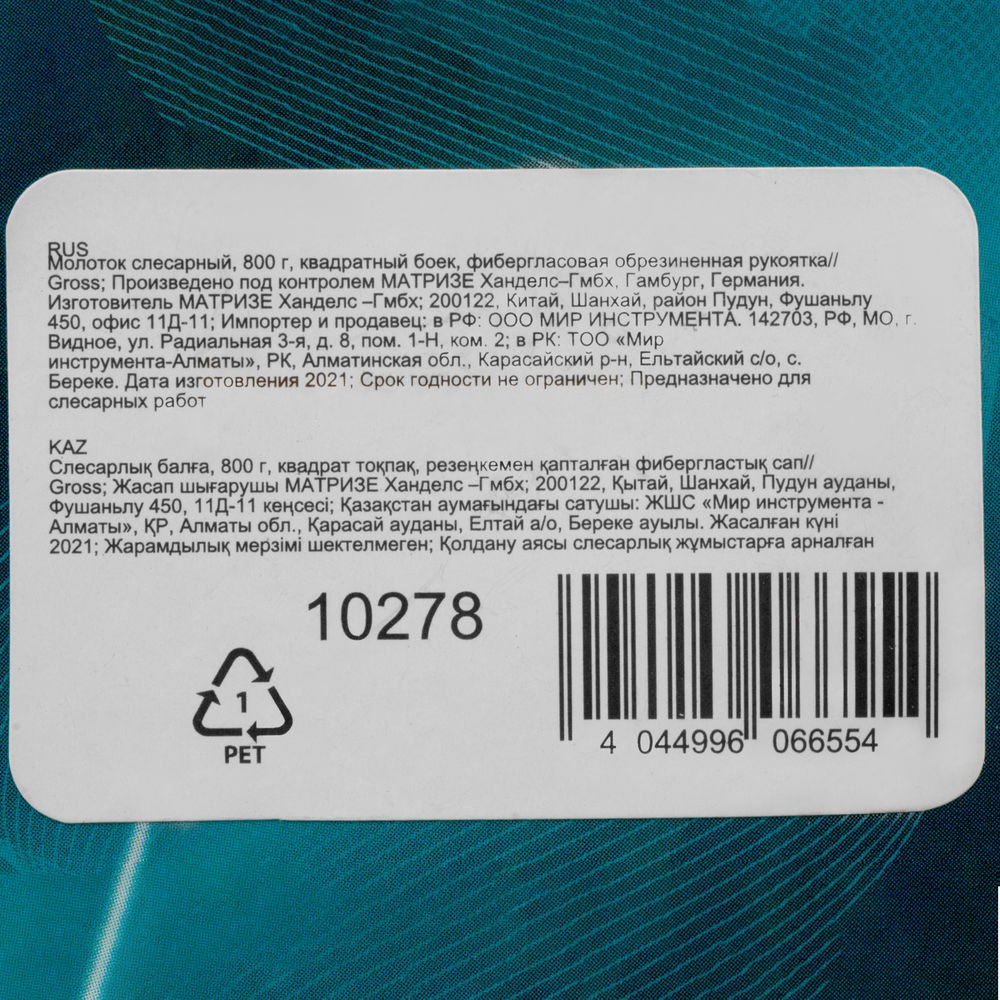 RUS
Молоток слесарный, 800 г, квадратный боек, фибергласовая обрезиненная рукоятка//
Gross; Произведено под контролем МАТРИЗЕ Ханделс–Гмбх, Гамбург, Германия.
Изготовитель МАТРИЗЕ Ханделс –Гмбх; 200122, Китай, Шанхай, район Пудун, Фушаньлу
450, офис 11Д-11; Импортер и продавец: в РФ: ООО МИР ИНСТРУМЕНТА. 142703, РФ, МО, г.
Видное, ул. Радиальная 3-я, д. 8, пом. 1-Н, ком. 2; в РК: ТОО «Мир
инструмента-Алматы», РК, Алматинская обл., Карасайский р-н, Ельтайский с/о, с.
Береке. Дата изготовления 2021; Срок годности не ограничен; Предназначено для
слесарных работ
KAZ
Слесарлық балға, 800 г, квадрат тоқпақ, резеңкемен қапталған фибергластық сап//
Gross; Жасап шығарушы МАТРИЗЕ Ханделс –Гмбх; 200122, Қытай, Шанхай, Пудун ауданы,
Фушаньлу 450, 11Д-11 кеңсесі; Қазақстан аумағындағы сатушы: ЖШС «Мир инструмента -
Алматы», ҚР, Алматы обл., Қарасай ауданы, Елтай а/о, Береке ауылы. Жасалған күні
2021; Жарамдылық мерзімі шектелмеген; Қолдану аясы слесарлық жұмыстарға арналған
10278
1
PET
4 044996 066554